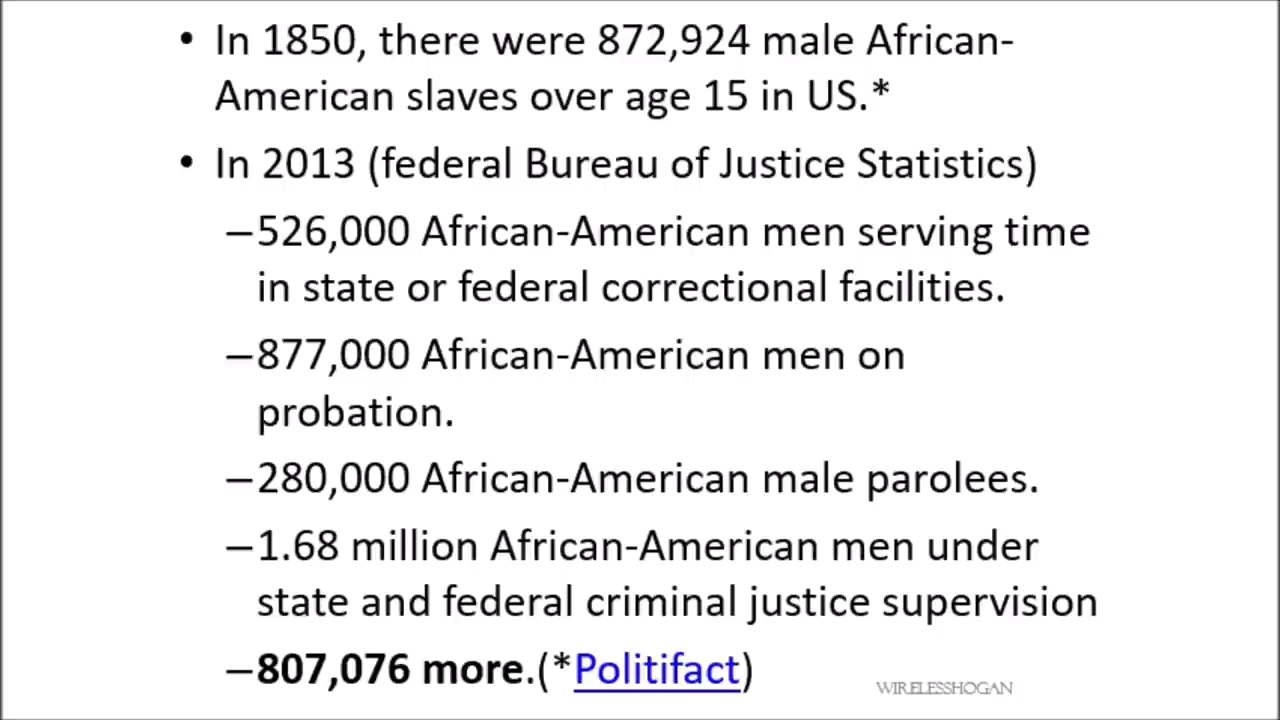 • In 1850, there were 872,924 male African-
American slaves over age 15 in US.*
• In 2013 (federal Bureau of Justice Statistics)
–526,000 African-American men serving time
in state or federal correctional facilities.
–877,000 African-American men on
probation.
–280,000 African-American male parolees.
–1.68 million African-American men under
state and federal criminal justice supervision
–807,076 more.(*Politifact)
WIRELESSHOGAN